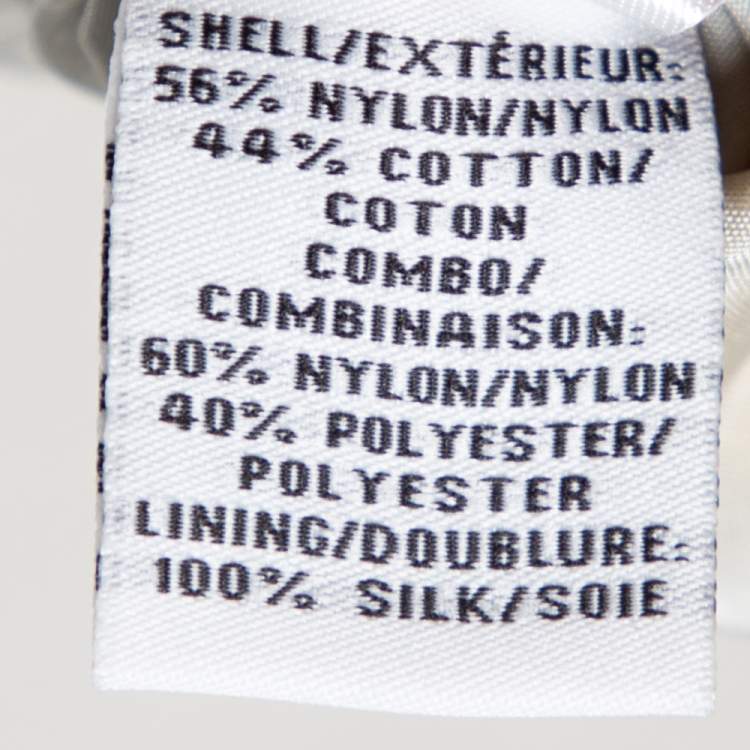 SHELL/EXTÉRIEUR:
56% NYLON/NYLON
44% COTTON/
COTON
COMBO/
COMBINAISON:
60% NYLON/NYLON
40% POLYESTER/
POLYESTER
LINING/DOUBLURE:
100% SILK/SOIE